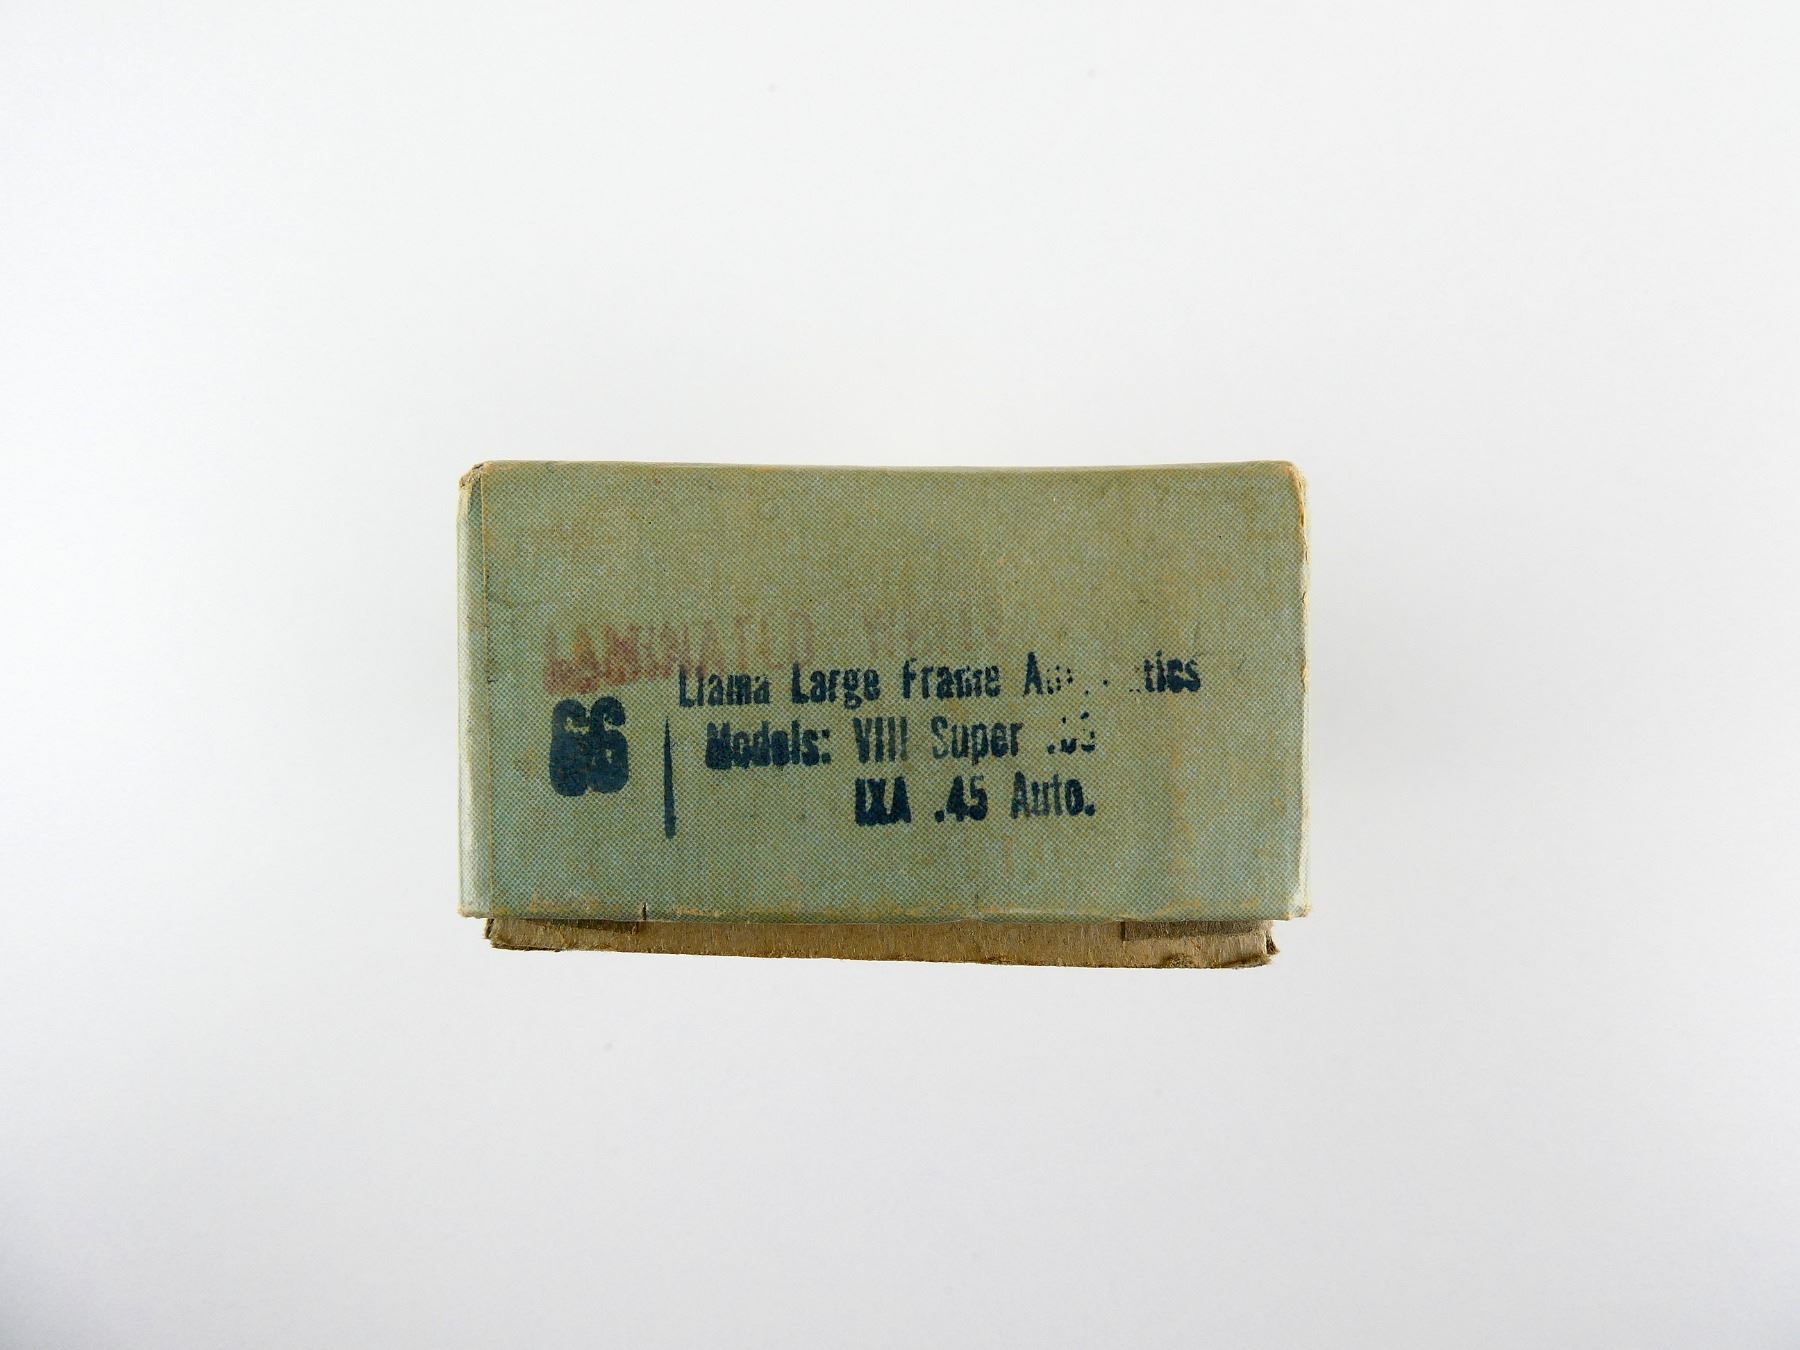 LAMINATED
66
Llama Large Frame
Models: VIII Super
IXA .45 Auto.